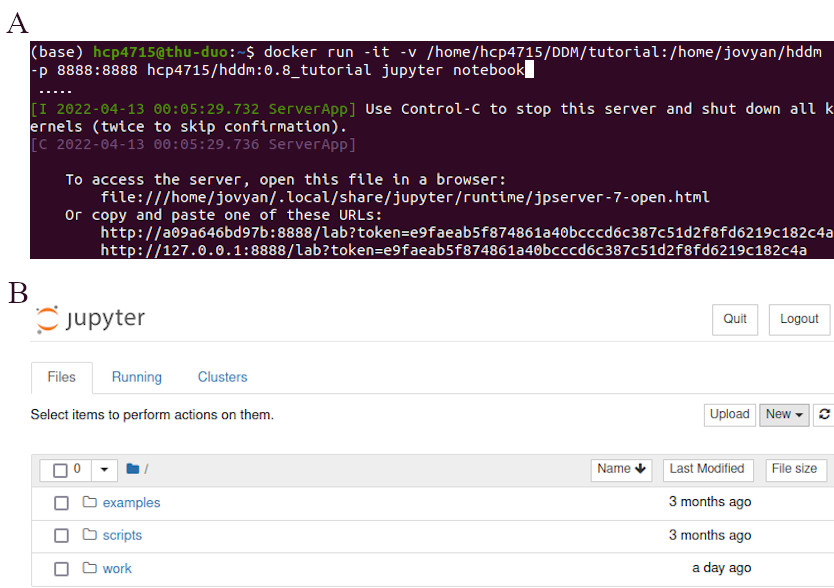 A
(base) hcp4715@thu-duo:~$ docker run -it -v /home/hcp4715/DDM/tutorial:/home/jovyan/hddm
-p 8888:8888 hcp4715/hddm:0.8_tutorial jupyter notebook
.....
[I 2022-04-13 00:05:29.732 ServerApp] Use Control-C to stop this server and shut down all k
ernels (twice to skip confirmation).
[C 2022-04-13 00:05:29.736 ServerApp]
To access the server, open this file in a browser:
file:///home/jovyan/.local/share/jupyter/runtime/jpserver-7-open.html
Or copy and paste one of these URLs:
http://a09a646bd97b:8888/lab?token=e9faeab5f874861a40bcccd6c387c51d2f8fd6219c182c4a
http://127.0.0.1:8888/lab?token=e9faeab5f874861a40bcccd6c387c51d2f8fd6219c182c4a
B
jupyter Quit Logout
Files Running Clusters
Select items to perform actions on them. Upload New
0 / Name Last Modified File size
examples 3 months ago
scripts 3 months ago
work a day ago